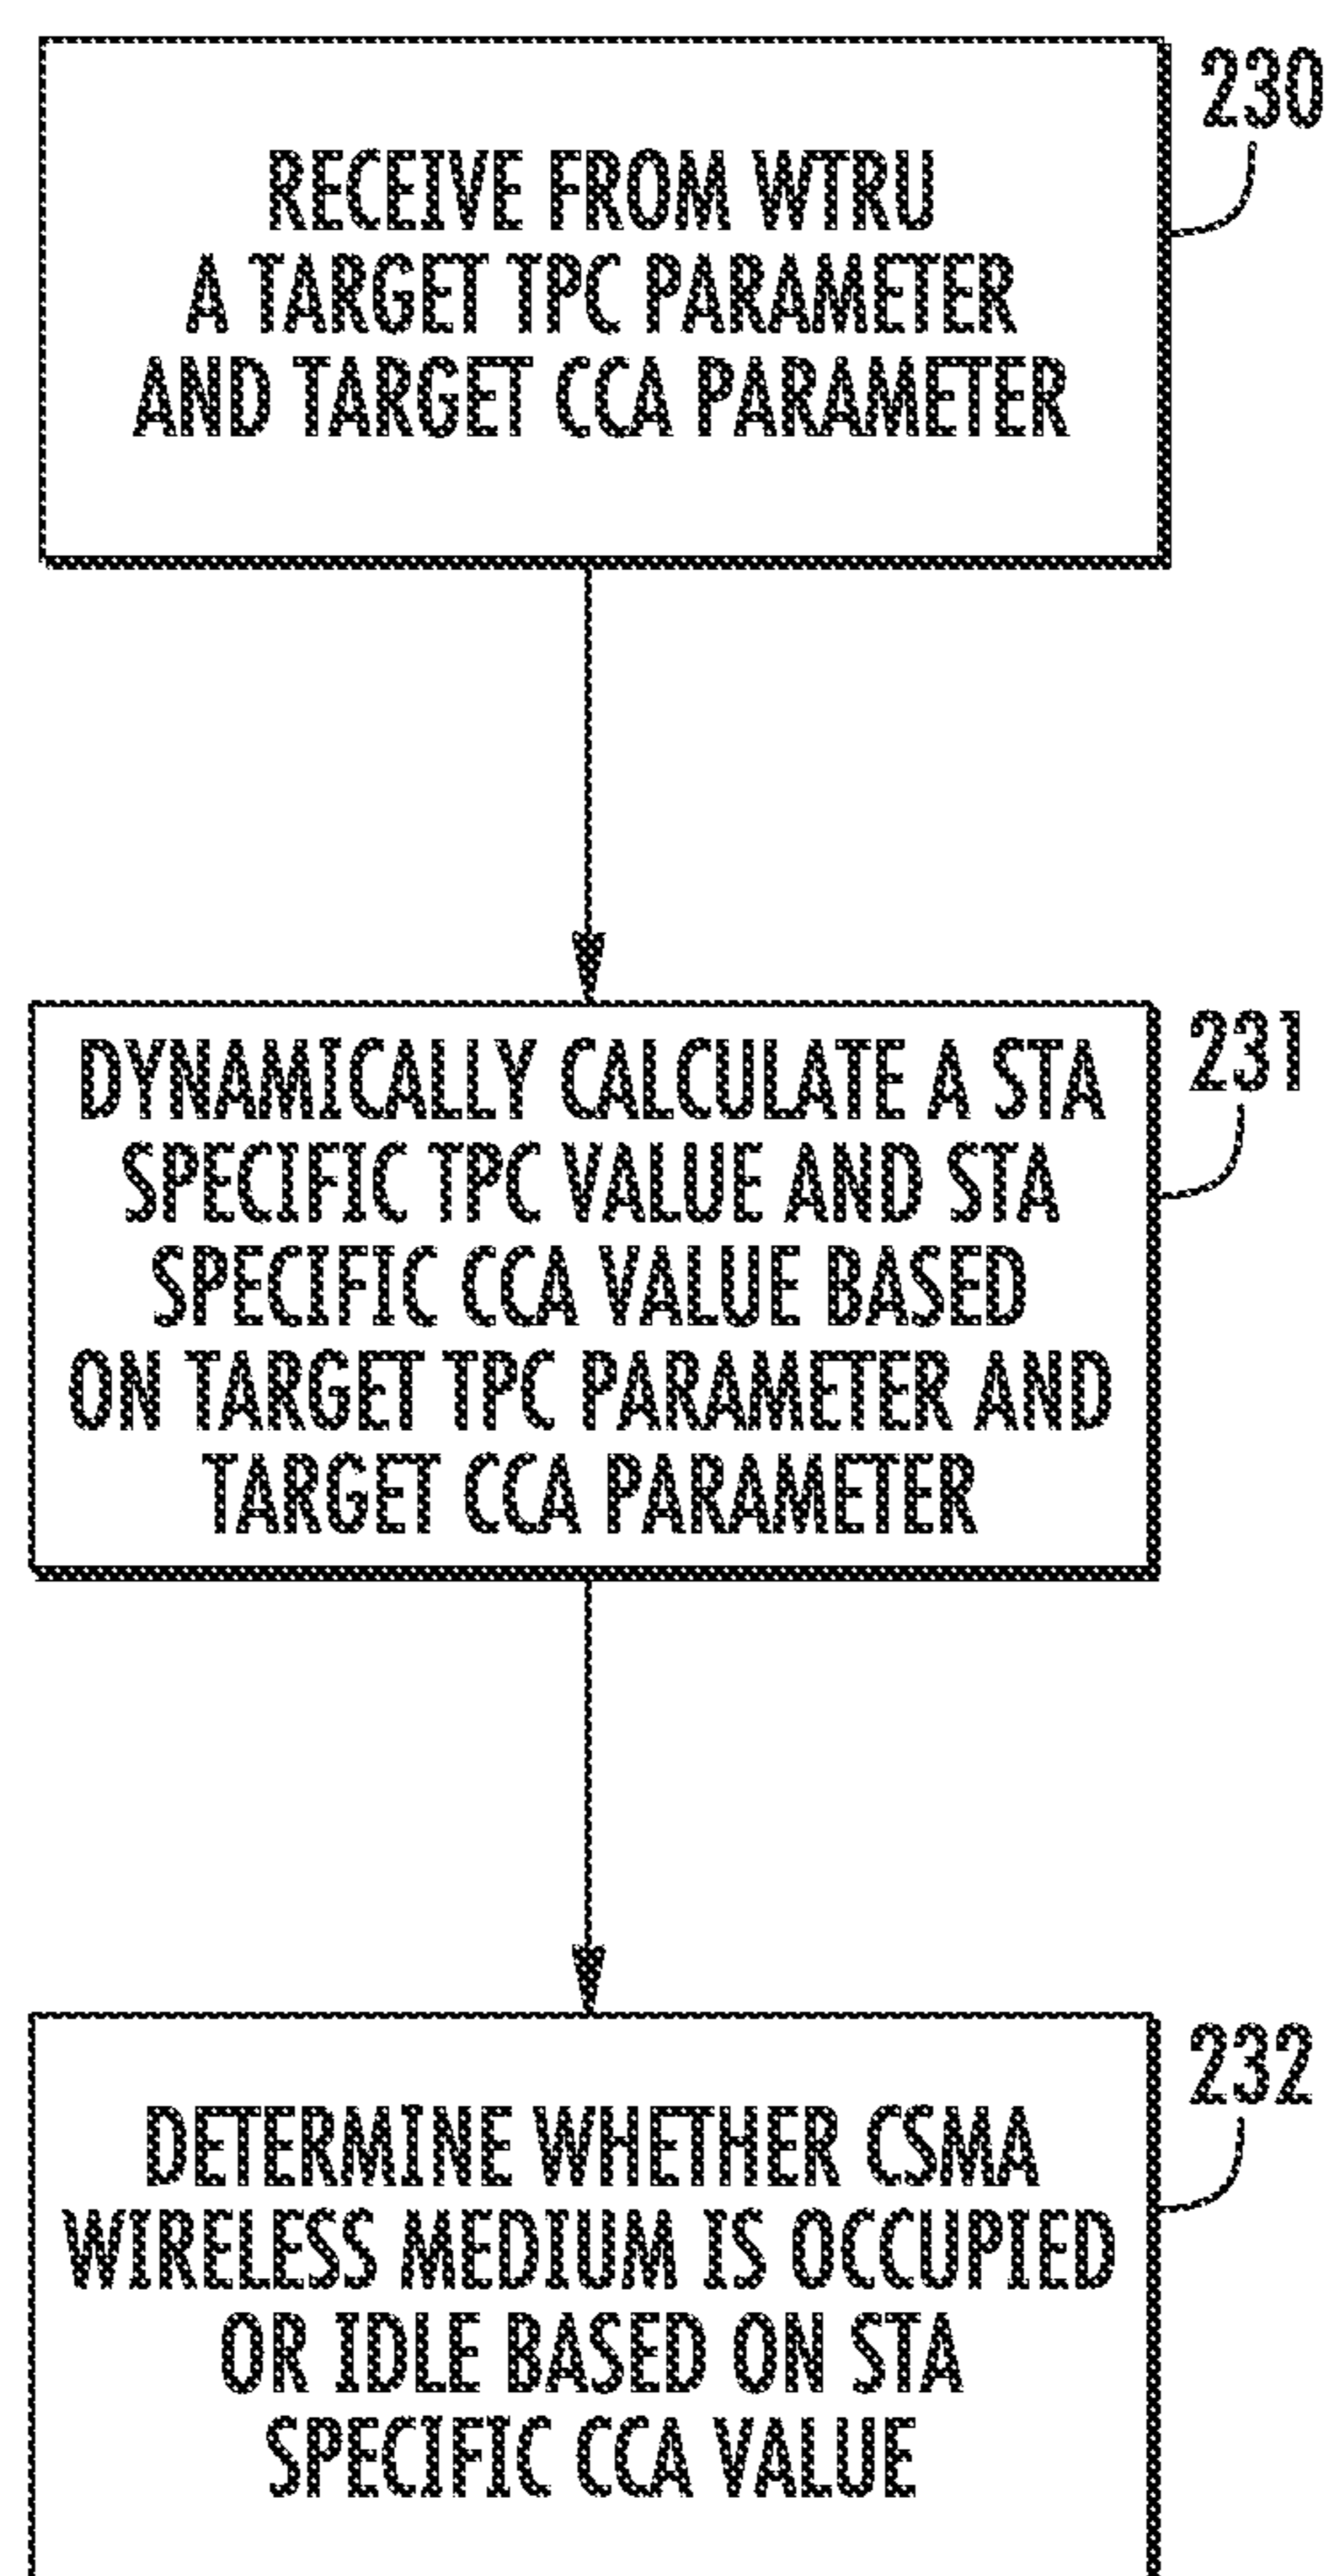 230
RECEIVE FROM WTRU
A TARGET TPC PARAMETER
AND TARGET CCA PARAMETER
231
DYNAMICALLY CALCULATE A STA
SPECIFIC TPC VALUE AND STA
SPECIFIC CCA VALUE BASED
ON TARGET TPC PARAMETER AND
TARGET CCA PARAMETER
232
DETERMINE WHETHER CSMA
WIRELESS MEDIUM IS OCCUPIED
OR IDLE BASED ON STA
SPECIFIC CCA VALUE